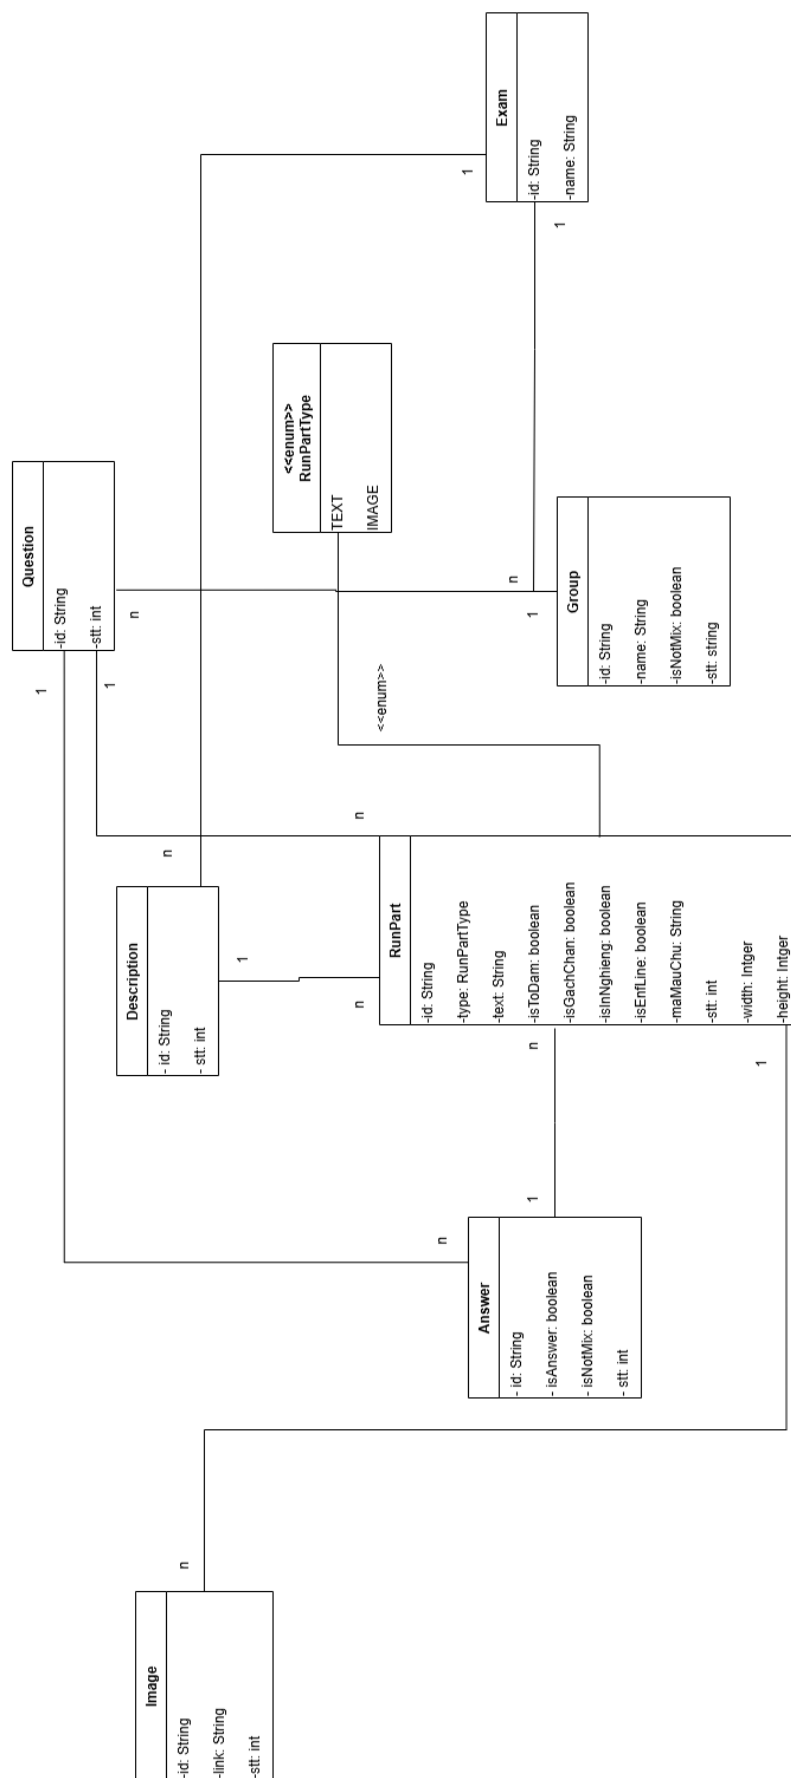 Image
-id: String
-link: String
-stt: int
n
Answer
- id: String
- isAnswer: boolean
- isNotMix: boolean
- stt: int
n
1
Description
- id: String
- stt: int
n
1
RunPart
-id: String
-type: RunPartType
-text: String
-isToDam: boolean
-isGachChan: boolean
-isInNghieng: boolean
-isEnfLine: boolean
-maMauChu: String
-stt: int
-width: Intger
-height: Intger
n
n
n
1
<<enum>>
Question
-id: String
-stt: int
1
1
n
<<enum>>
RunPartType
TEXT
IMAGE
Group
-id: String
-name: String
-isNotMix: boolean
-stt: string
1
n
Exam
-id: String
-name: String
1
1